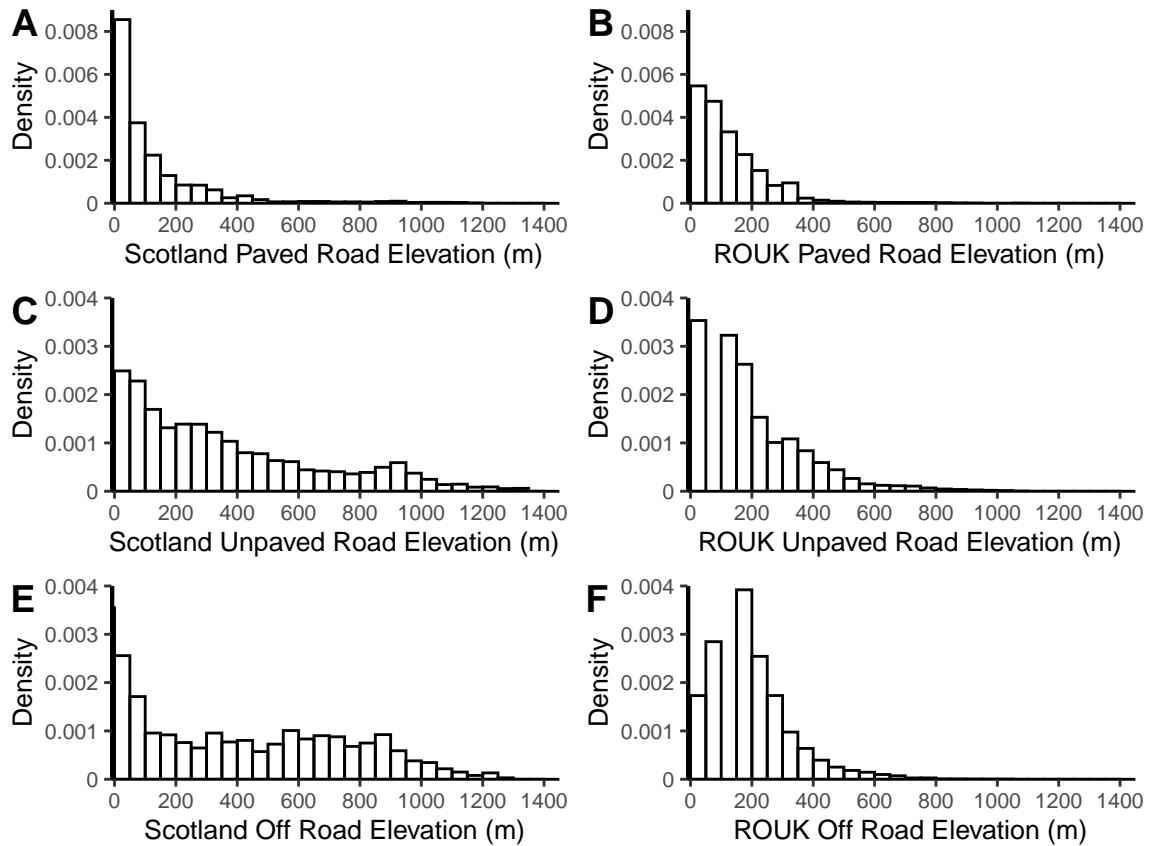 A
Density
0.008
0.006
0.004
0.002
0
0 200 400 600 800 1000 1200 1400
Scotland Paved Road Elevation (m)
B
Density
0.008
0.006
0.004
0.002
0
0 200 400 600 800 1000 1200 1400
ROUK Paved Road Elevation (m)
C
Density
0.004
0.003
0.002
0.001
0
0 200 400 600 800 1000 1200 1400
Scotland Unpaved Road Elevation (m)
D
Density
0.004
0.003
0.002
0.001
0
0 200 400 600 800 1000 1200 1400
ROUK Unpaved Road Elevation (m)
E
Density
0.004
0.003
0.002
0.001
0
0 200 400 600 800 1000 1200 1400
Scotland Off Road Elevation (m)
F
Density
0.004
0.003
0.002
0.001
0
0 200 400 600 800 1000 1200 1400
ROUK Off Road Elevation (m)